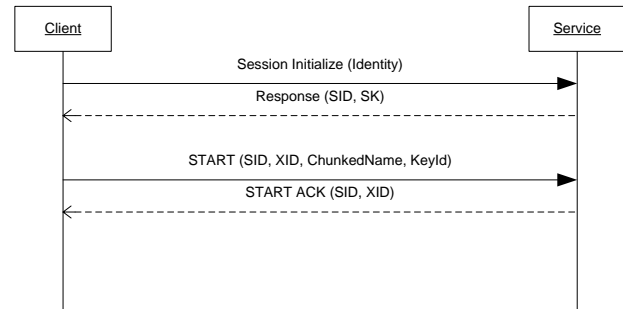 Client
Service
Session Initialize (Identity)
Response (SID, SK)
START (SID, XID, ChunkedName, KeyId)
START ACK (SID, XID)